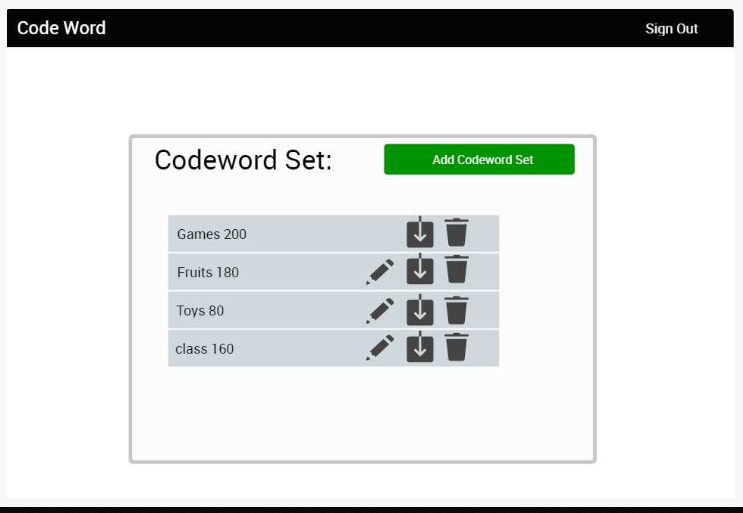 Code Word
Sign Out
Codeword Set:
Add Codeword Set
Games 200
Fruits 180
Toys 80
class 160